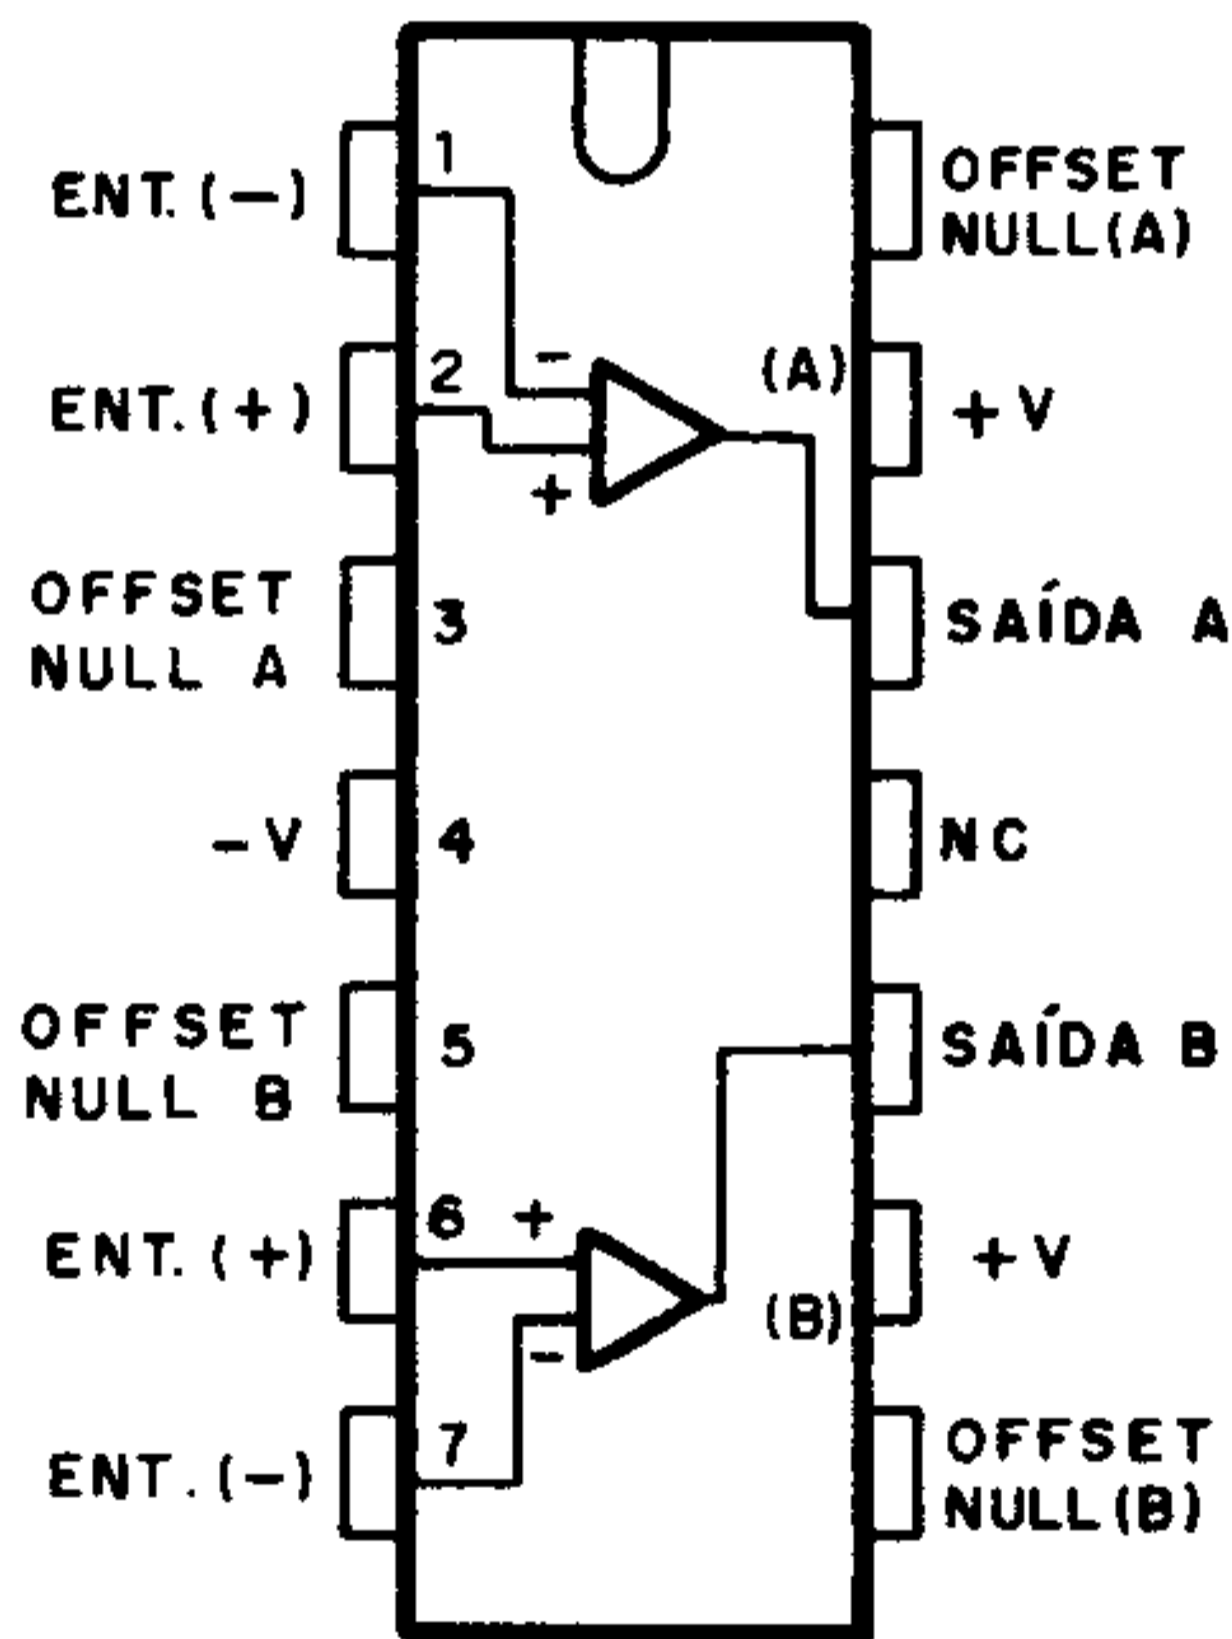 ENT.(-)
1
OFFSET
NULL(A)
ENT.(+)
2
-
+
(A)
+V
OFFSET
NULL A
3
SAÍDA A
-V
4
NC
OFFSET
NULL B
5
SAÍDA B
ENT.(+)
6
+
-
(B)
+V
ENT.(-)
7
OFFSET
NULL(B)